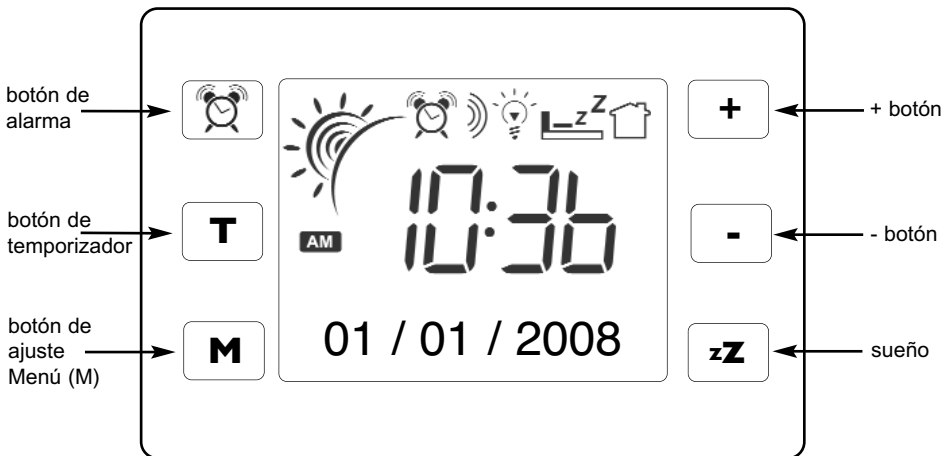 botón de
alarma
+
+ botón
z Z
10:36
botón de
temporizador
T
AM
-
- botón
botón de
ajuste
Menú (M)
M
01 / 01 / 2008
zZ
sueño